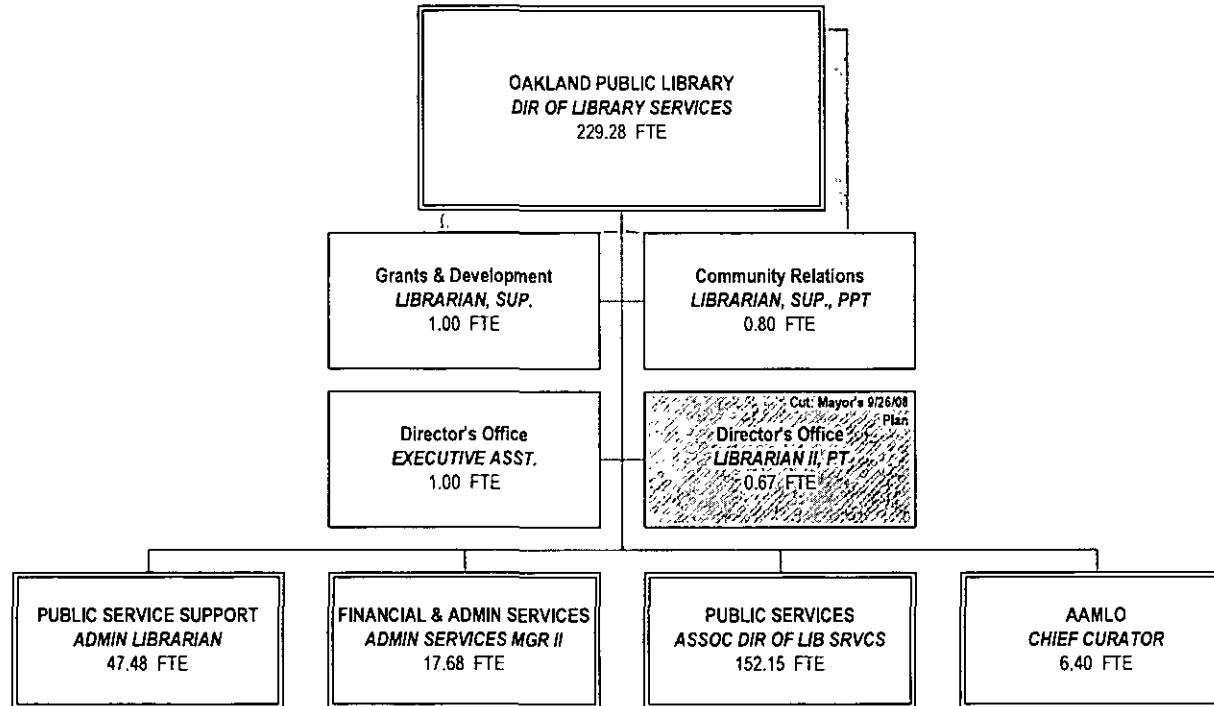 OAKLAND PUBLIC LIBRARY
DIR OF LIBRARY SERVICES
229.28 FTE
Grants & Development
LIBRARIAN, SUP.
1.00 FTE
Community Relations
LIBRARIAN, SUP., PPT
0.80 FTE
Director's Office
EXECUTIVE ASST.
1.00 FTE
Cut: Mayor's 9/26/08
Plan
Director's Office
LIBRARIAN II, PT
0.67 FTE
PUBLIC SERVICE SUPPORT
ADMIN LIBRARIAN
47.48 FTE
FINANCIAL & ADMIN SERVICES
ADMIN SERVICES MGR II
17.68 FTE
PUBLIC SERVICES
ASSOC DIR OF LIB SRVCS
152.15 FTE
AAMLO
CHIEF CURATOR
6.40 FTE